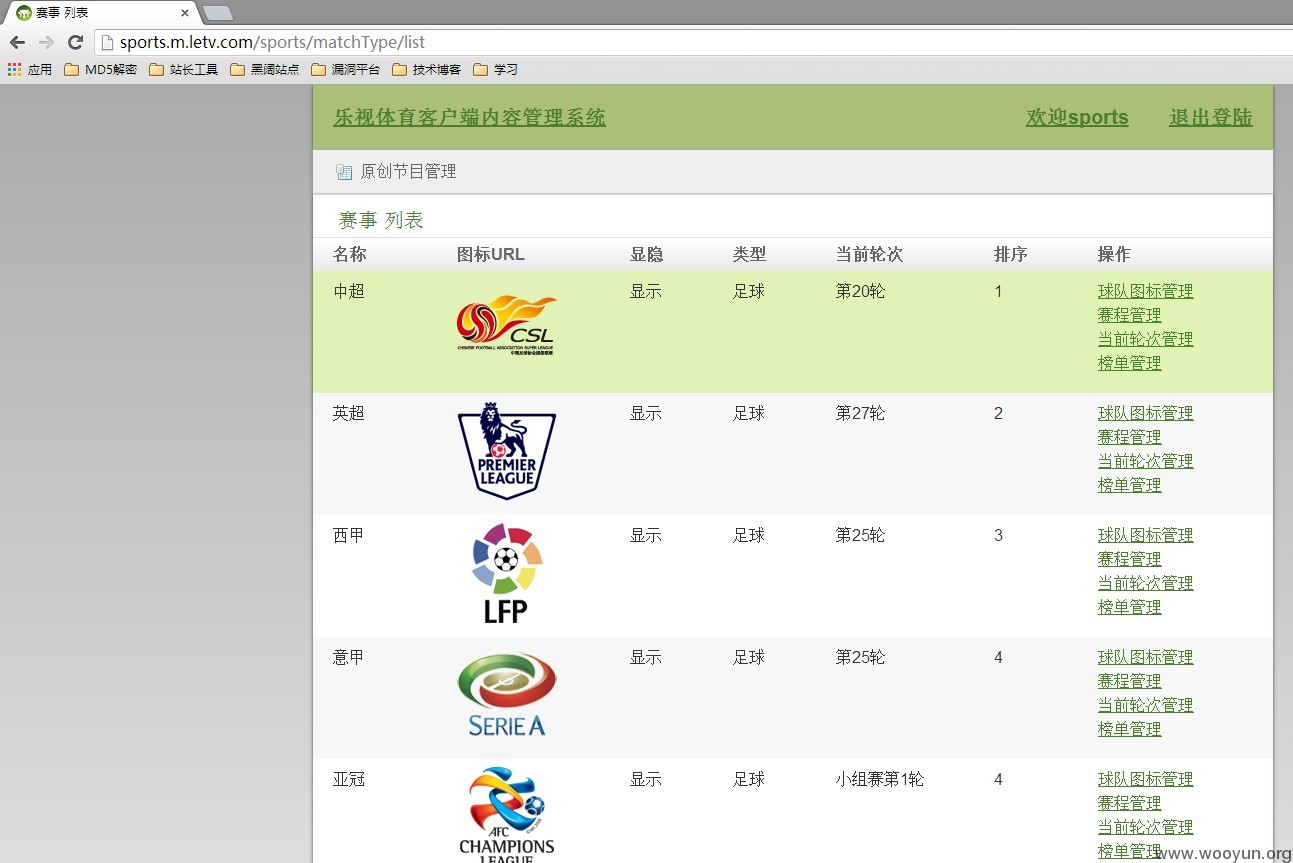 赛事 列表
sports.m.letv.com/sports/matchType/list
应用 MD5解密 站长工具 黑阔站点 漏洞平台 技术博客 学习
乐视体育客户端内容管理系统 欢迎sports 退出登陆
原创节目管理
赛事 列表
名称 图标URL 显隐 类型 当前轮次 排序 操作
中超 显示 足球 第20轮 1 球队图标管理
赛程管理
CSL
当前轮次管理
CHINESE FOOTBALL ASSOCIATION SUPER LEAGUE
中国足球协会超级联赛
榜单管理
英超 显示 足球 第27轮 2 球队图标管理
赛程管理
PREMIER
当前轮次管理
LEAGUE
榜单管理
西甲 显示 足球 第25轮 3 球队图标管理
赛程管理
当前轮次管理
LFP
榜单管理
意甲 显示 足球 第25轮 4 球队图标管理
赛程管理
当前轮次管理
SERIE A
榜单管理
亚冠 显示 足球 小组赛第1轮 4 球队图标管理
赛程管理
AFC
当前轮次管理
CHAMPIONS
榜单管理
LEAGUE
www.wooyun.org